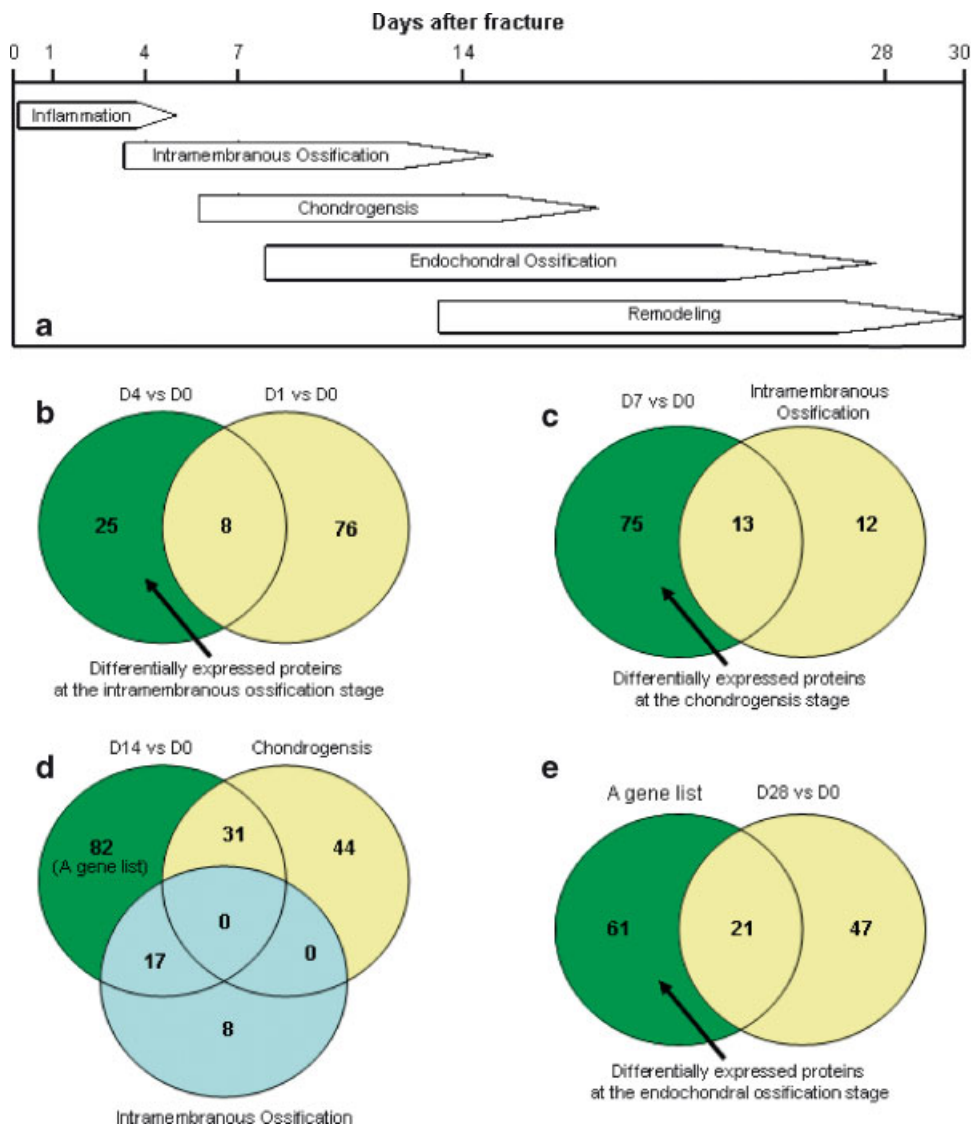 Days after fracture
0 1 4 7 14 28 30
Inflammation
Intramembranous Ossification
Chondrogensis
Endochondral Ossification
Remodeling
a
b
D4 vs D0 D1 vs D0
25 8 76
Differentially expressed proteins
at the intramembranous ossification stage
c
D7 vs D0 Intramembranous
Ossification
75 13 12
Differentially expressed proteins
at the chondrogensis stage
d
D14 vs D0 Chondrogensis
82 31 44
(A gene list)
0
17 0
8
Intramembranous Ossification
e
A gene list D28 vs D0
61 21 47
Differentially expressed proteins
at the endochondral ossification stage